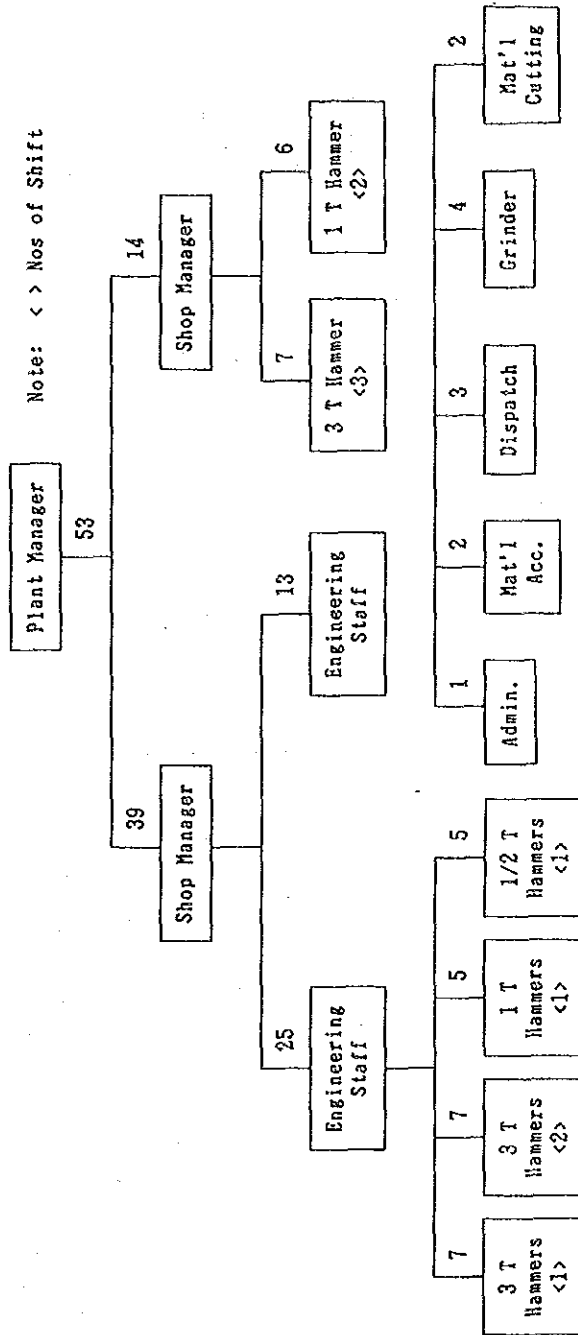 Plant Manager
Note: < > Nos of Shift
53
39
14
Shop Manager
Shop Manager
25
13
7
6
Engineering
Staff
Engineering
Staff
3 T Hammer
<3>
1 T Hammer
<2>
7
7
5
5
1
2
3
4
2
3 T
Hammers
<1>
3 T
Hammers
<2>
1 T
Hammers
<1>
1/2 T
Hammers
<1>
Admin.
Mat'l
Acc.
Dispatch
Grinder
Mat'l
Cutting